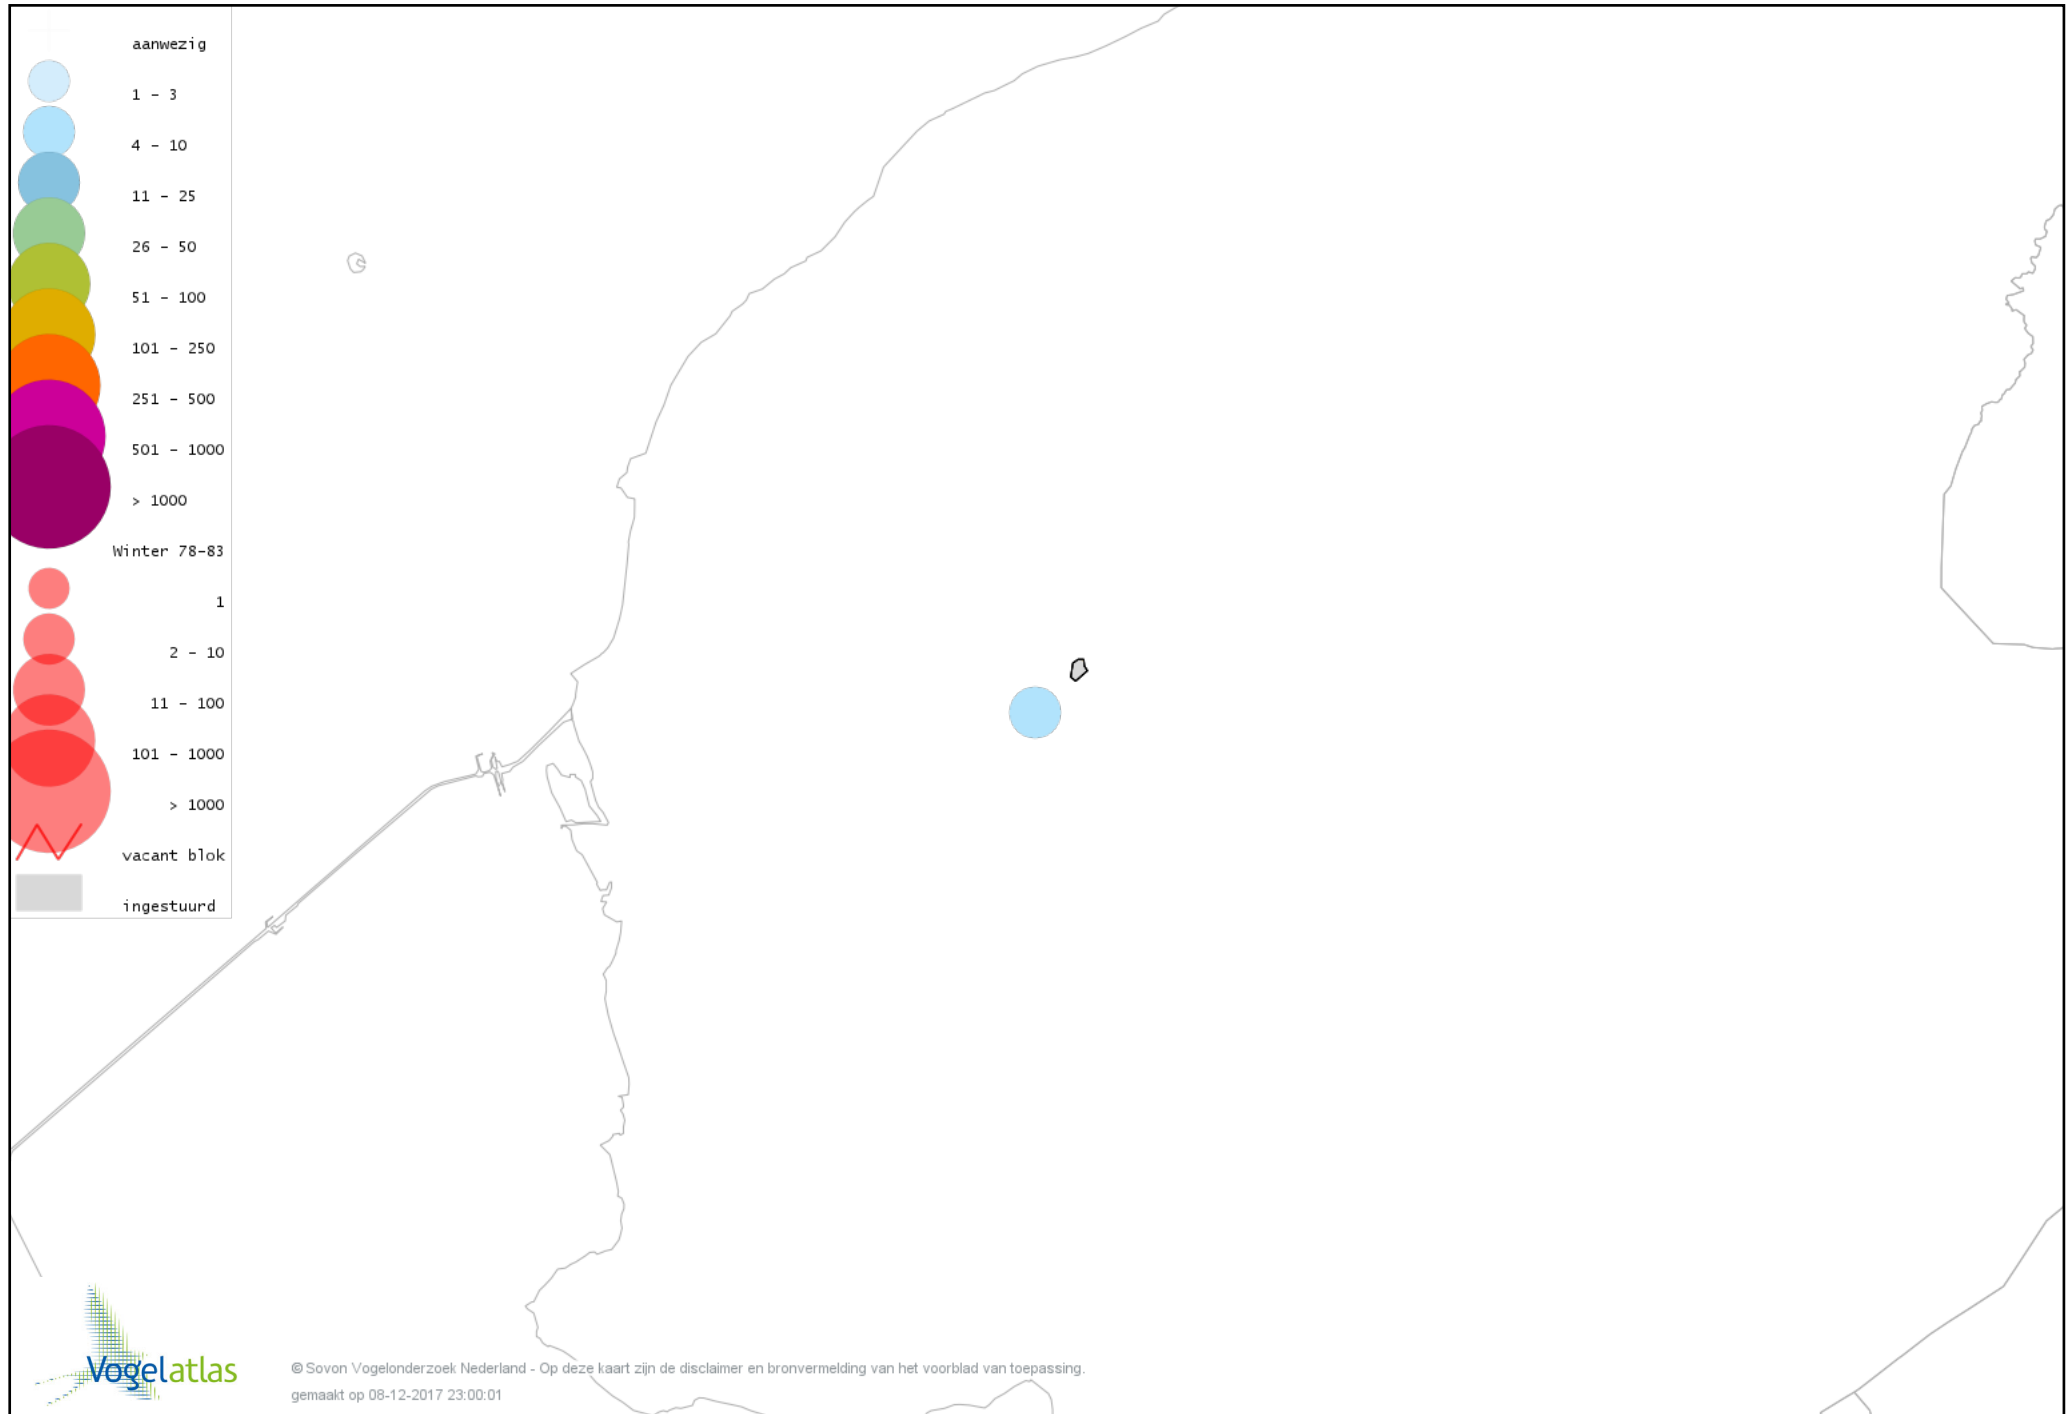 aanwezig
1 - 3
4 - 10
11 - 25
26 - 50
51 - 100
101 - 250
251 - 500
501 - 1000
> 1000
Winter 78-83
1
2 - 10
11 - 100
101 - 1000
> 1000
vacant blok
ingestuurd
Vogelatlas
© Sovon Vogelonderzoek Nederland - Op deze kaart zijn de disclaimer en bronvermelding van het voorblad van toepassing.
gemaakt op 08-12-2017 23:00:01